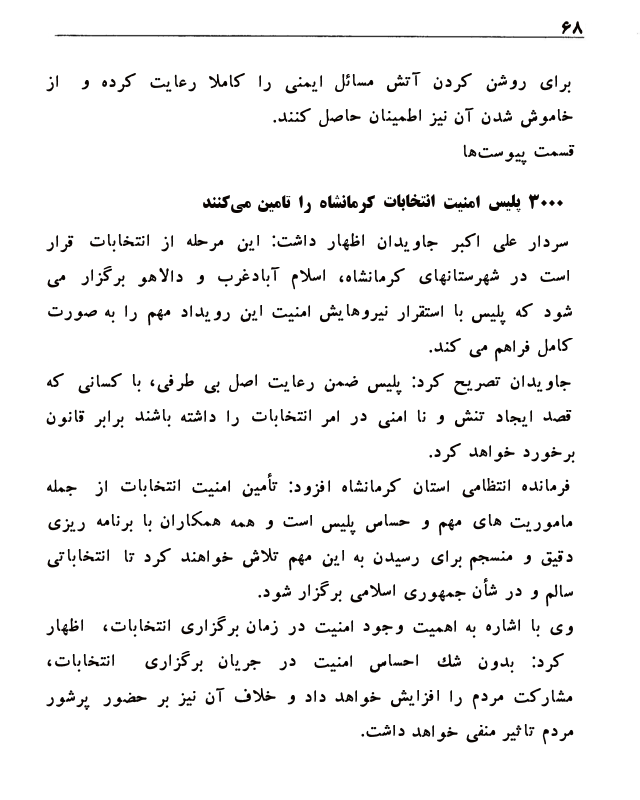 ۶۸
برای روشن کردن آتش مسائل ایمنی را کاملا رعایت کرده و از
خاموش شدن آن نیز اطمینان حاصل کنند.
قسمت پیوست‌ها
۳۰۰۰ پلیس امنیت انتخابات کرمانشاه را تامین می‌کنند
سردار علی اکبر جاویدان اظهار داشت: این مرحله از انتخابات قرار
است در شهرستانهای کرمانشاه، اسلام آبادغرب و دالاهو برگزار می
شود که پلیس با استقرار نیروهایش امنیت این رویداد مهم را به صورت
کامل فراهم می کند.
جاویدان تصریح کرد: پلیس ضمن رعایت اصل بی طرفی، با کسانی که
قصد ایجاد تنش و نا امنی در امر انتخابات را داشته باشند برابر قانون
برخورد خواهد کرد.
فرمانده انتظامی استان کرمانشاه افزود: تأمین امنیت انتخابات از جمله
ماموریت های مهم و حساس پلیس است و همه همکاران با برنامه ریزی
دقیق و منسجم برای رسیدن به این مهم تلاش خواهند کرد تا انتخاباتی
سالم و در شأن جمهوری اسلامی برگزار شود.
وی با اشاره به اهمیت وجود امنیت در زمان برگزاری انتخابات، اظهار
کرد: بدون شك احساس امنیت در جریان برگزاری انتخابات،
مشارکت مردم را افزایش خواهد داد و خلاف آن نیز بر حضور پرشور
مردم تاثیر منفی خواهد داشت.